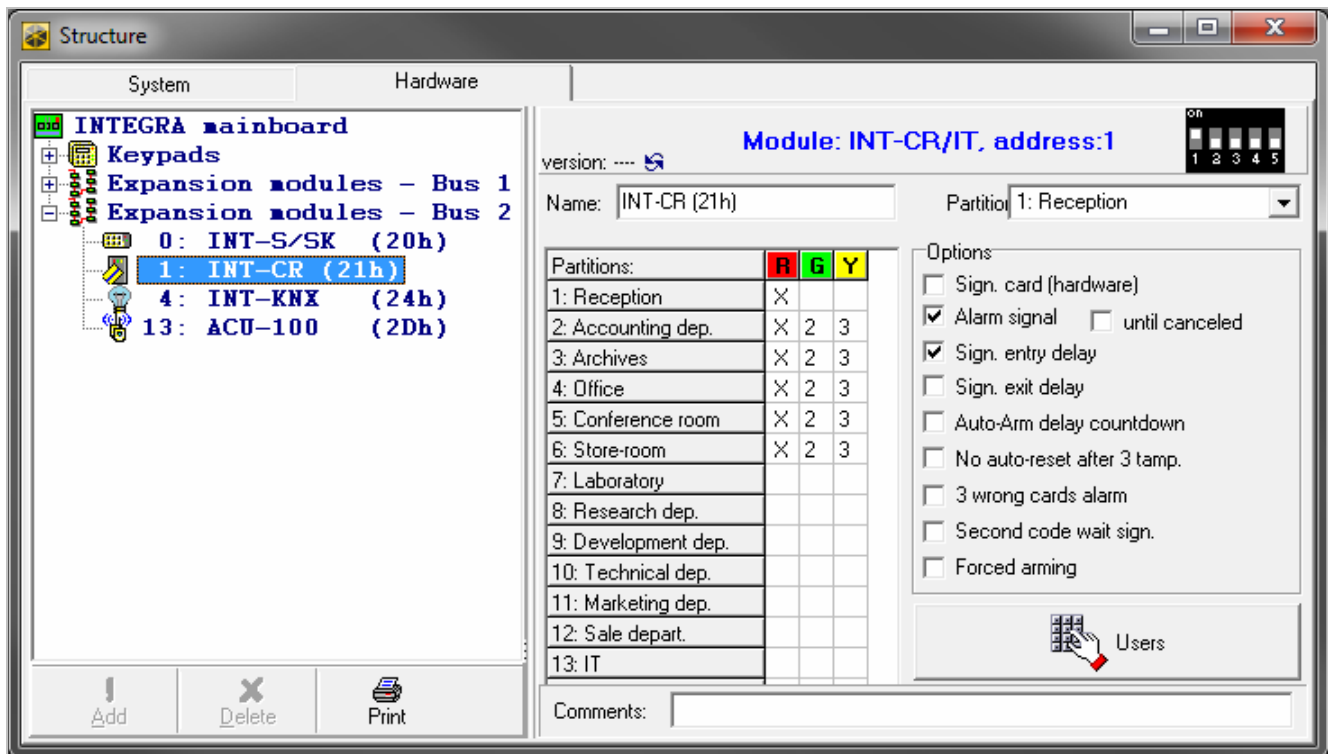 Structure
System Hardware
INTEGRA mainboard
Keypads
Expansion modules - Bus 1
Expansion modules - Bus 2
0: INT-S/SK (20h)
1: INT-CR (21h)
4: INT-KNX (24h)
13: ACU-100 (2Dh)
Add Delete Print
version: ----
Module: INT-CR/IT, address:1
on
1 2 3 4 5
Name: INT-CR (21h)
Partition 1: Reception
Partitions: R G Y
1: Reception X
2: Accounting dep. X 2 3
3: Archives X 2 3
4: Office X 2 3
5: Conference room X 2 3
6: Store-room X 2 3
7: Laboratory
8: Research dep.
9: Development dep.
10: Technical dep.
11: Marketing dep.
12: Sale depart.
13: IT
Options
Sign. card (hardware)
Alarm signal until canceled
Sign. entry delay
Sign. exit delay
Auto-Arm delay countdown
No auto-reset after 3 tamp.
3 wrong cards alarm
Second code wait sign.
Forced arming
Users
Comments: